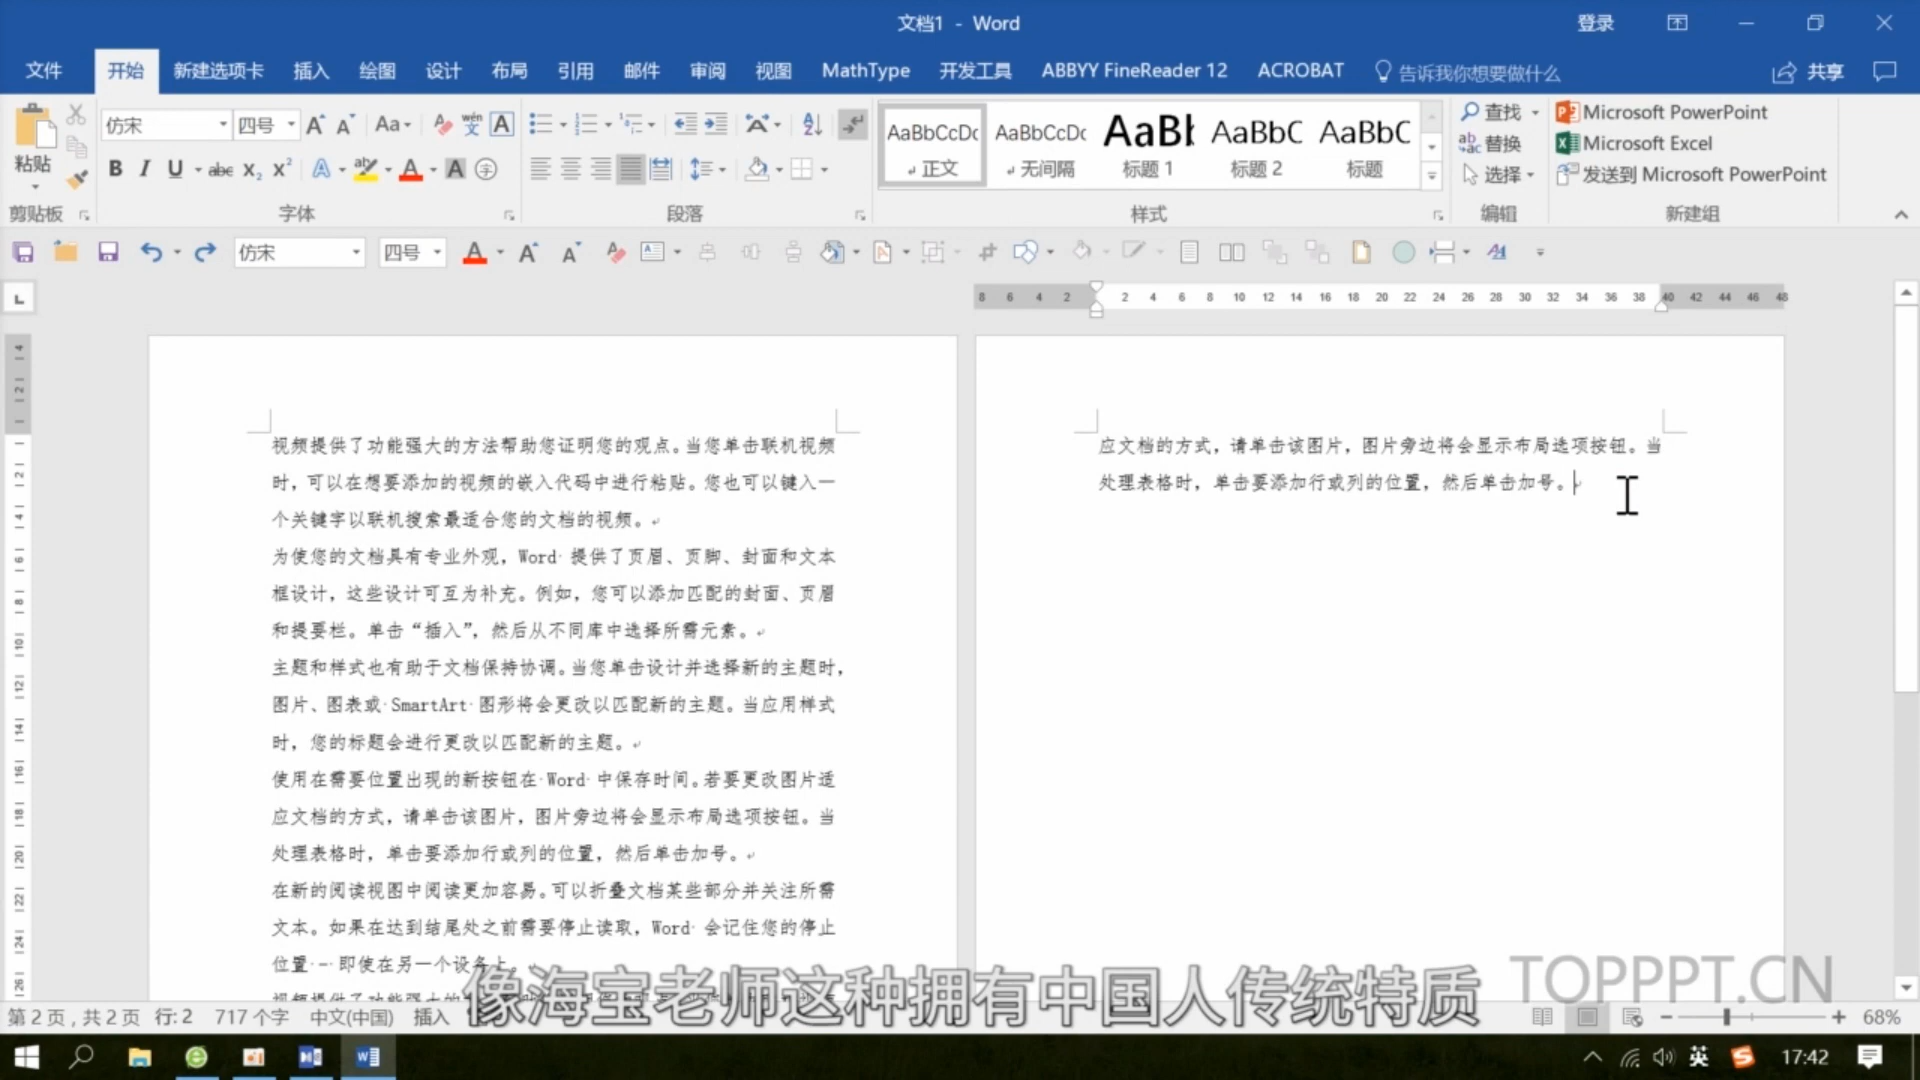 文档1 - Word
登录
文件 开始 新建选项卡 插入 绘图 设计 布局 引用 邮件 审阅 视图 MathType 开发工具 ABBYY FineReader 12 ACROBAT 告诉我你想要做什么 共享
粘贴
仿宋 四号
AaBbCcDc AaBbCcDc AaBb AaBbC AaBbC
正文 无间隔 标题 1 标题 2 标题
查找
替换
选择
Microsoft PowerPoint
Microsoft Excel
发送到 Microsoft PowerPoint
剪贴板 字体 段落 样式 编辑 新建组
仿宋 四号
8 6 4 2 2 4 6 8 10 12 14 16 18 20 22 24 26 28 30 32 34 36 38 40 42 44 46 48
视频提供了功能强大的方法帮助您证明您的观点。当您单击联机视频
时，可以在想要添加的视频的嵌入代码中进行粘贴。您也可以键入一
个关键字以联机搜索最适合您的文档的视频。
为使您的文档具有专业外观，Word 提供了页眉、页脚、封面和文本
框设计，这些设计可互为补充。例如，您可以添加匹配的封面、页眉
和提要栏。单击“插入”，然后从不同库中选择所需元素。
主题和样式也有助于文档保持协调。当您单击设计并选择新的主题时，
图片、图表或 SmartArt 图形将会更改以匹配新的主题。当应用样式
时，您的标题会进行更改以匹配新的主题。
使用在需要位置出现的新按钮在 Word 中保存时间。若要更改图片适
应文档的方式，请单击该图片，图片旁边将会显示布局选项按钮。当
处理表格时，单击要添加行或列的位置，然后单击加号。
在新的阅读视图中阅读更加容易。可以折叠文档某些部分并关注所需
文本。如果在达到结尾处之前需要停止读取，Word 会记住您的停止
位置 - 即使在另一个设备上。
应文档的方式，请单击该图片，图片旁边将会显示布局选项按钮。当
处理表格时，单击要添加行或列的位置，然后单击加号。
像海宝老师这种拥有中国人传统特质
TOPPPT.CN
第 2 页，共 2 页 行: 2 717 个字 中文(中国) 插入 68%
英 17:42